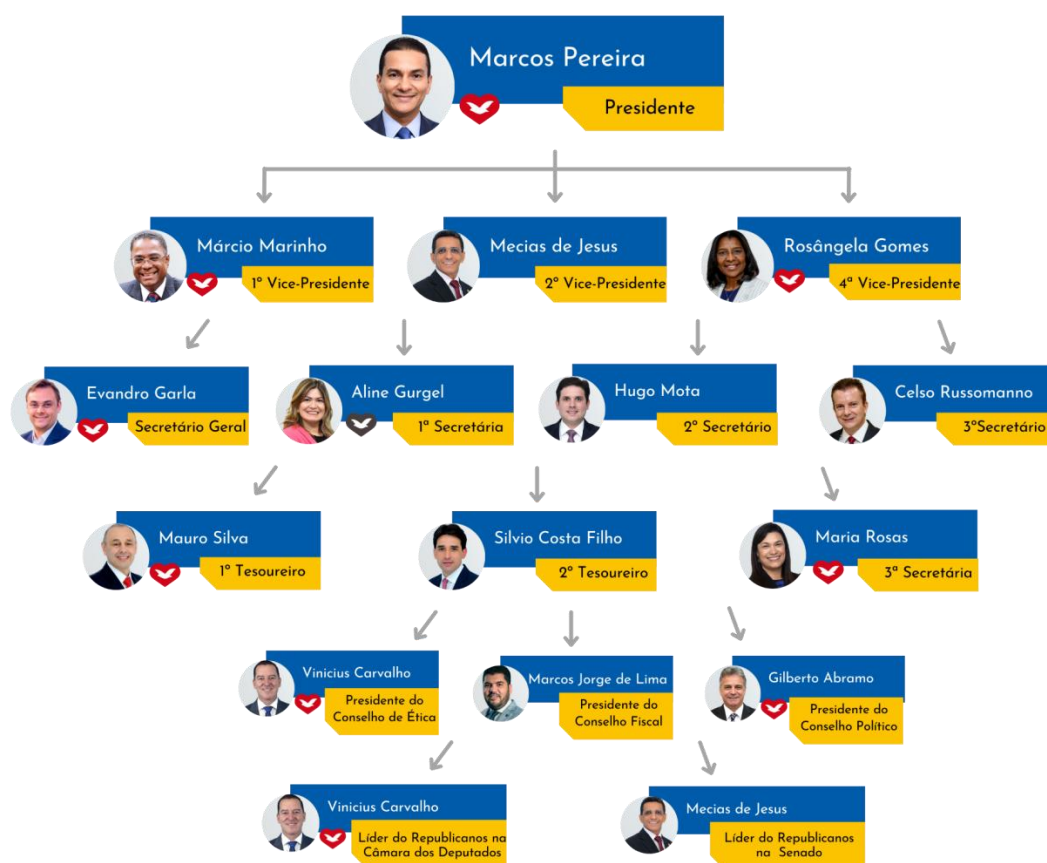 Marcos Pereira
Presidente
Márcio Marinho
1º Vice-Presidente
Mecias de Jesus
2º Vice-Presidente
Rosângela Gomes
4ª Vice-Presidente
Evandro Garla
Secretário Geral
Aline Gurgel
1ª Secretária
Hugo Mota
2º Secretário
Celso Russomanno
3ºSecretário
Mauro Silva
1º Tesoureiro
Silvio Costa Filho
2º Tesoureiro
Maria Rosas
3ª Secretária
Vinicius Carvalho
Presidente do
Conselho de Ética
Marcos Jorge de Lima
Presidente do
Conselho Fiscal
Gilberto Abramo
Presidente do
Conselho Político
Vinicius Carvalho
Líder do Republicanos na
Câmara dos Deputados
Mecias de Jesus
Líder do Republicanos
na Senado